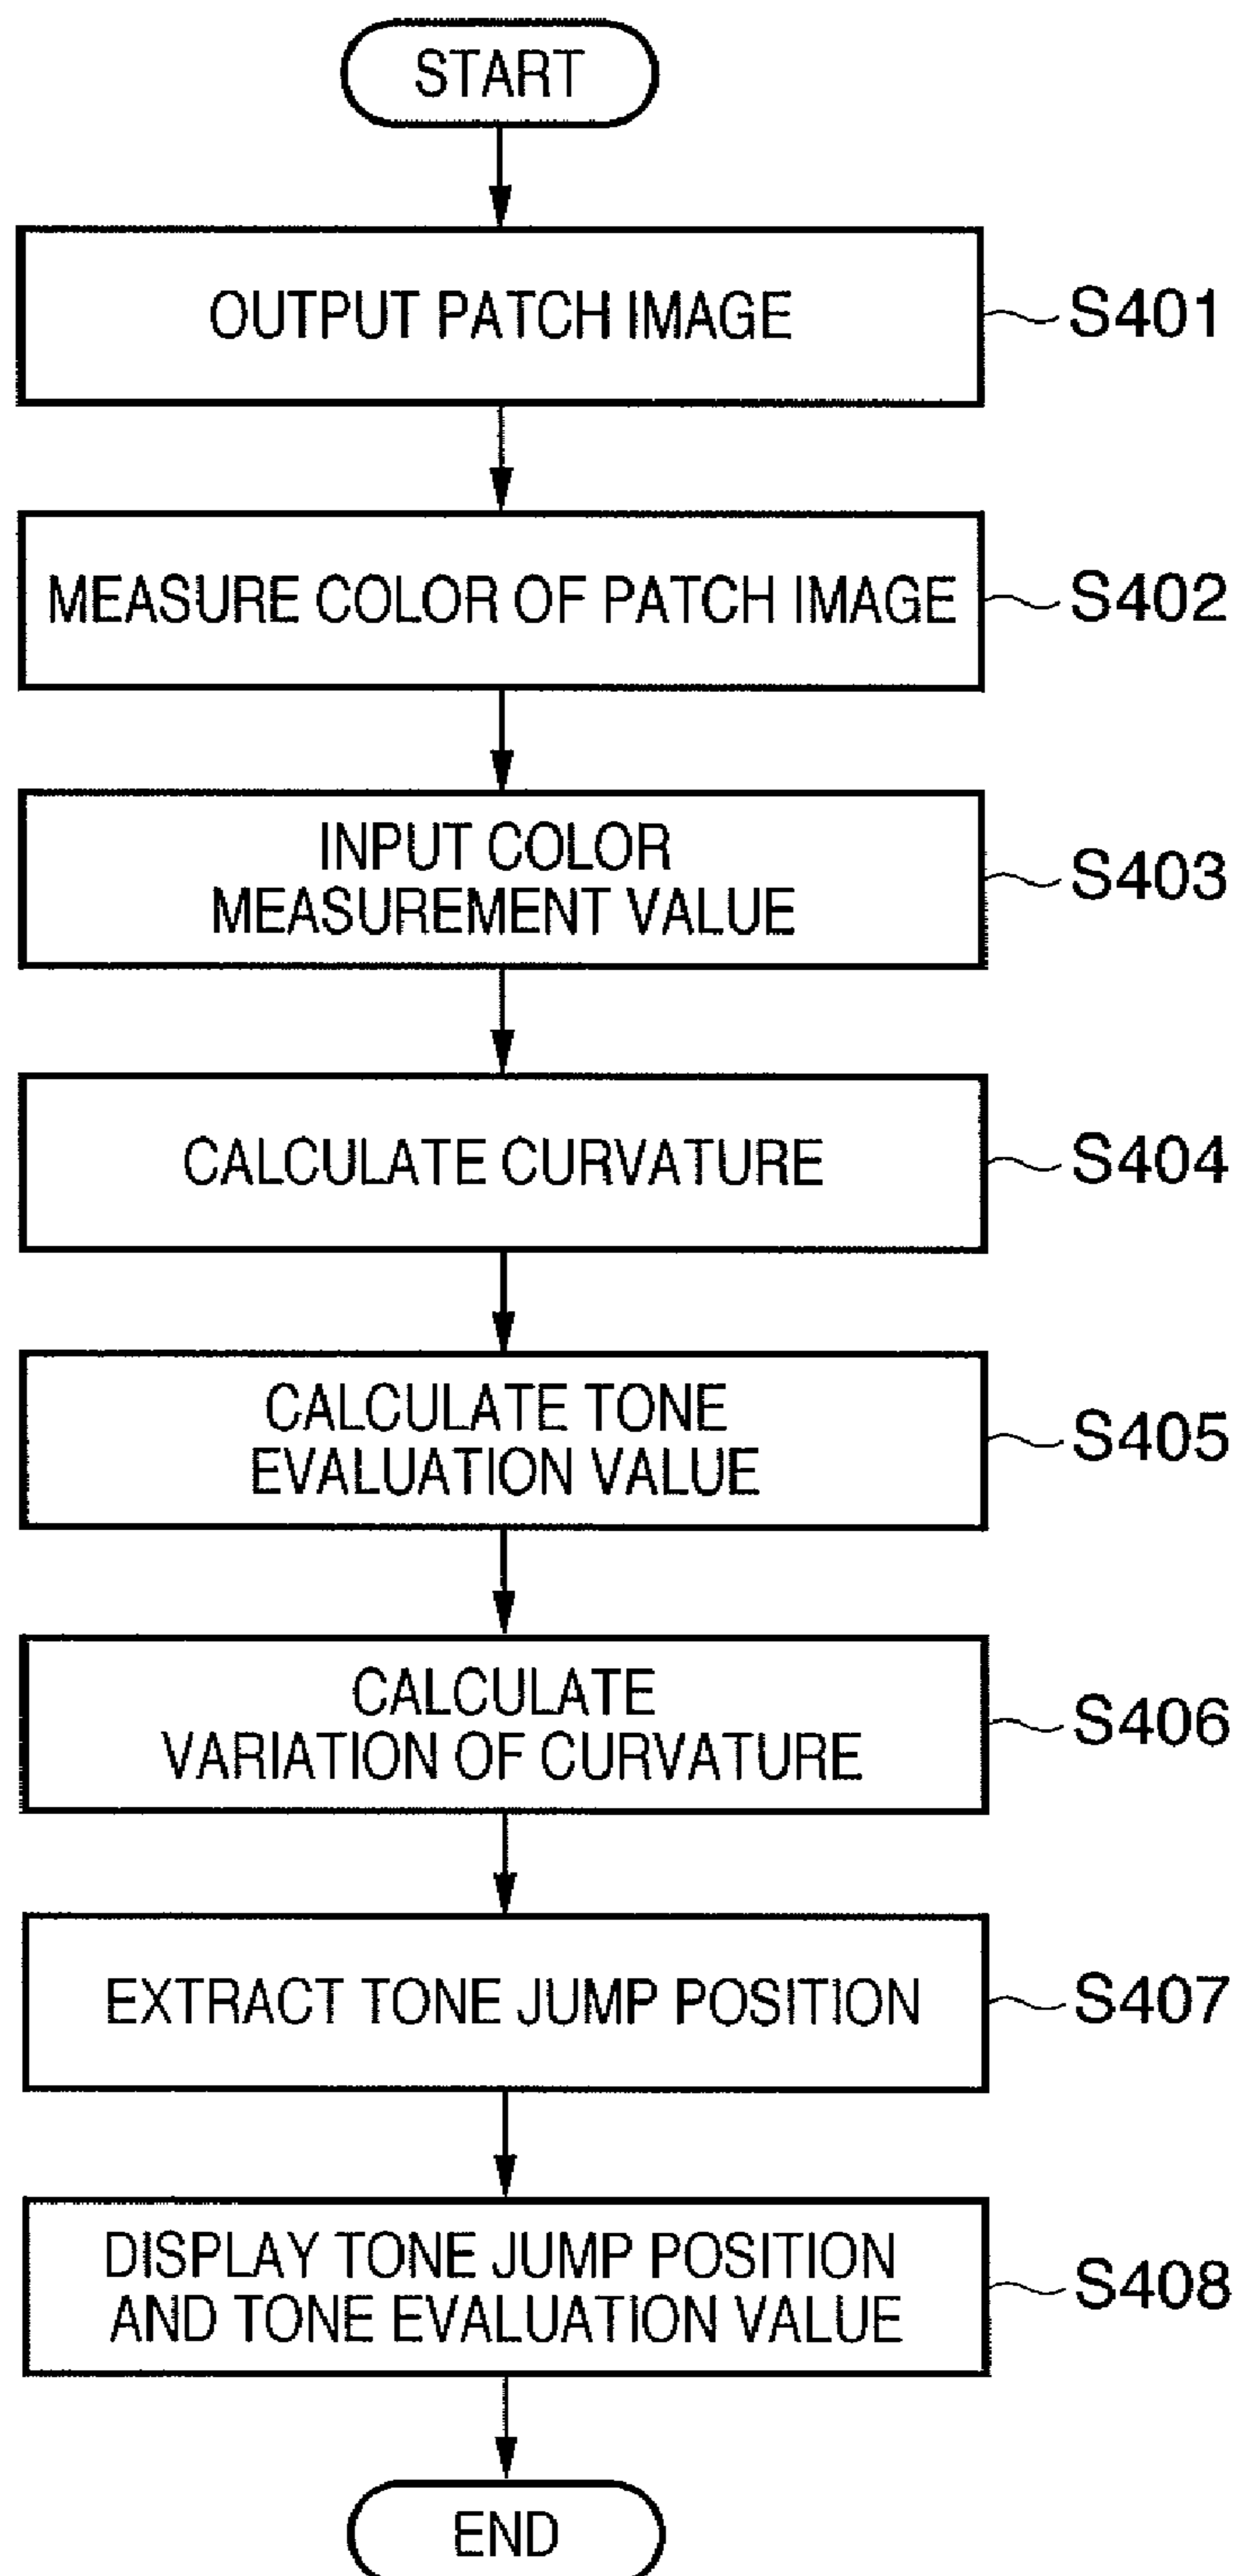 START
OUTPUT PATCH IMAGE
S401
MEASURE COLOR OF PATCH IMAGE
S402
INPUT COLOR
MEASUREMENT VALUE
S403
CALCULATE CURVATURE
S404
CALCULATE TONE
EVALUATION VALUE
S405
CALCULATE
VARIATION OF CURVATURE
S406
EXTRACT TONE JUMP POSITION
S407
DISPLAY TONE JUMP POSITION
AND TONE EVALUATION VALUE
S408
END